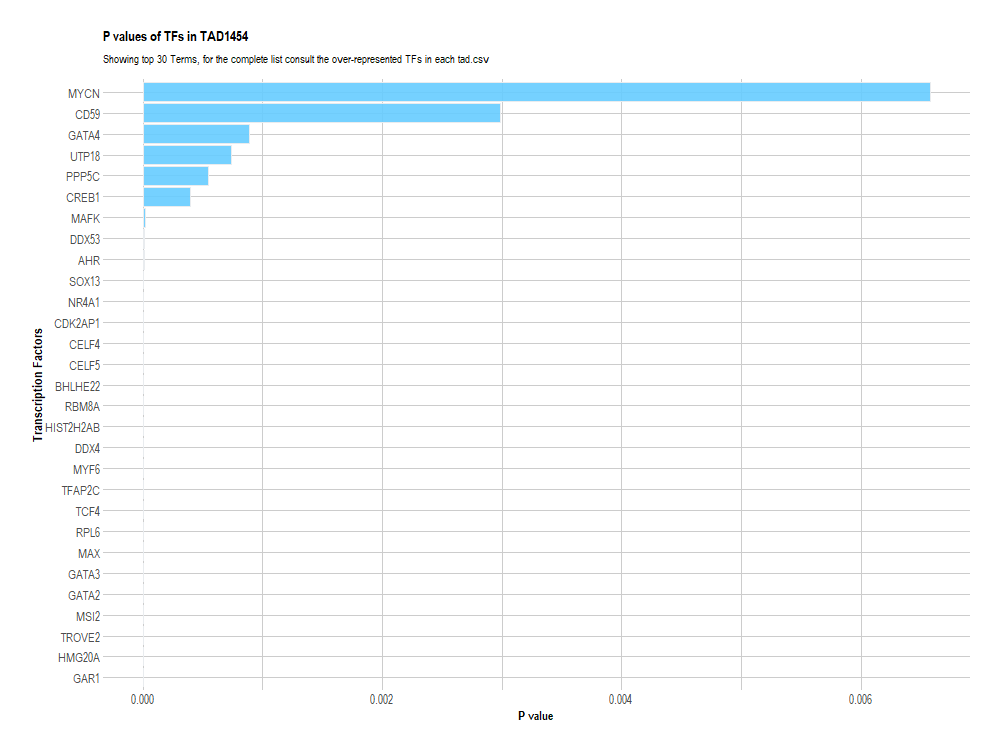 P values of TFs in TAD1454
Showing top 30 Terms, for the complete list consult the over-represented TFs in each tad.csv
MYCN
CD59
GATA4
UTP18
PPP5C
CREB1
MAFK
DDX53
AHR
SOX13
NR4A1
CDK2AP1
CELF4
CELF5
BHLHE22
RBM8A
HIST2H2AB
DDX4
MYF6
TFAP2C
TCF4
RPL6
MAX
GATA3
GATA2
MSI2
TROVE2
HMG20A
GAR1
Transcription Factors
0.000 0.002 0.004 0.006
P value